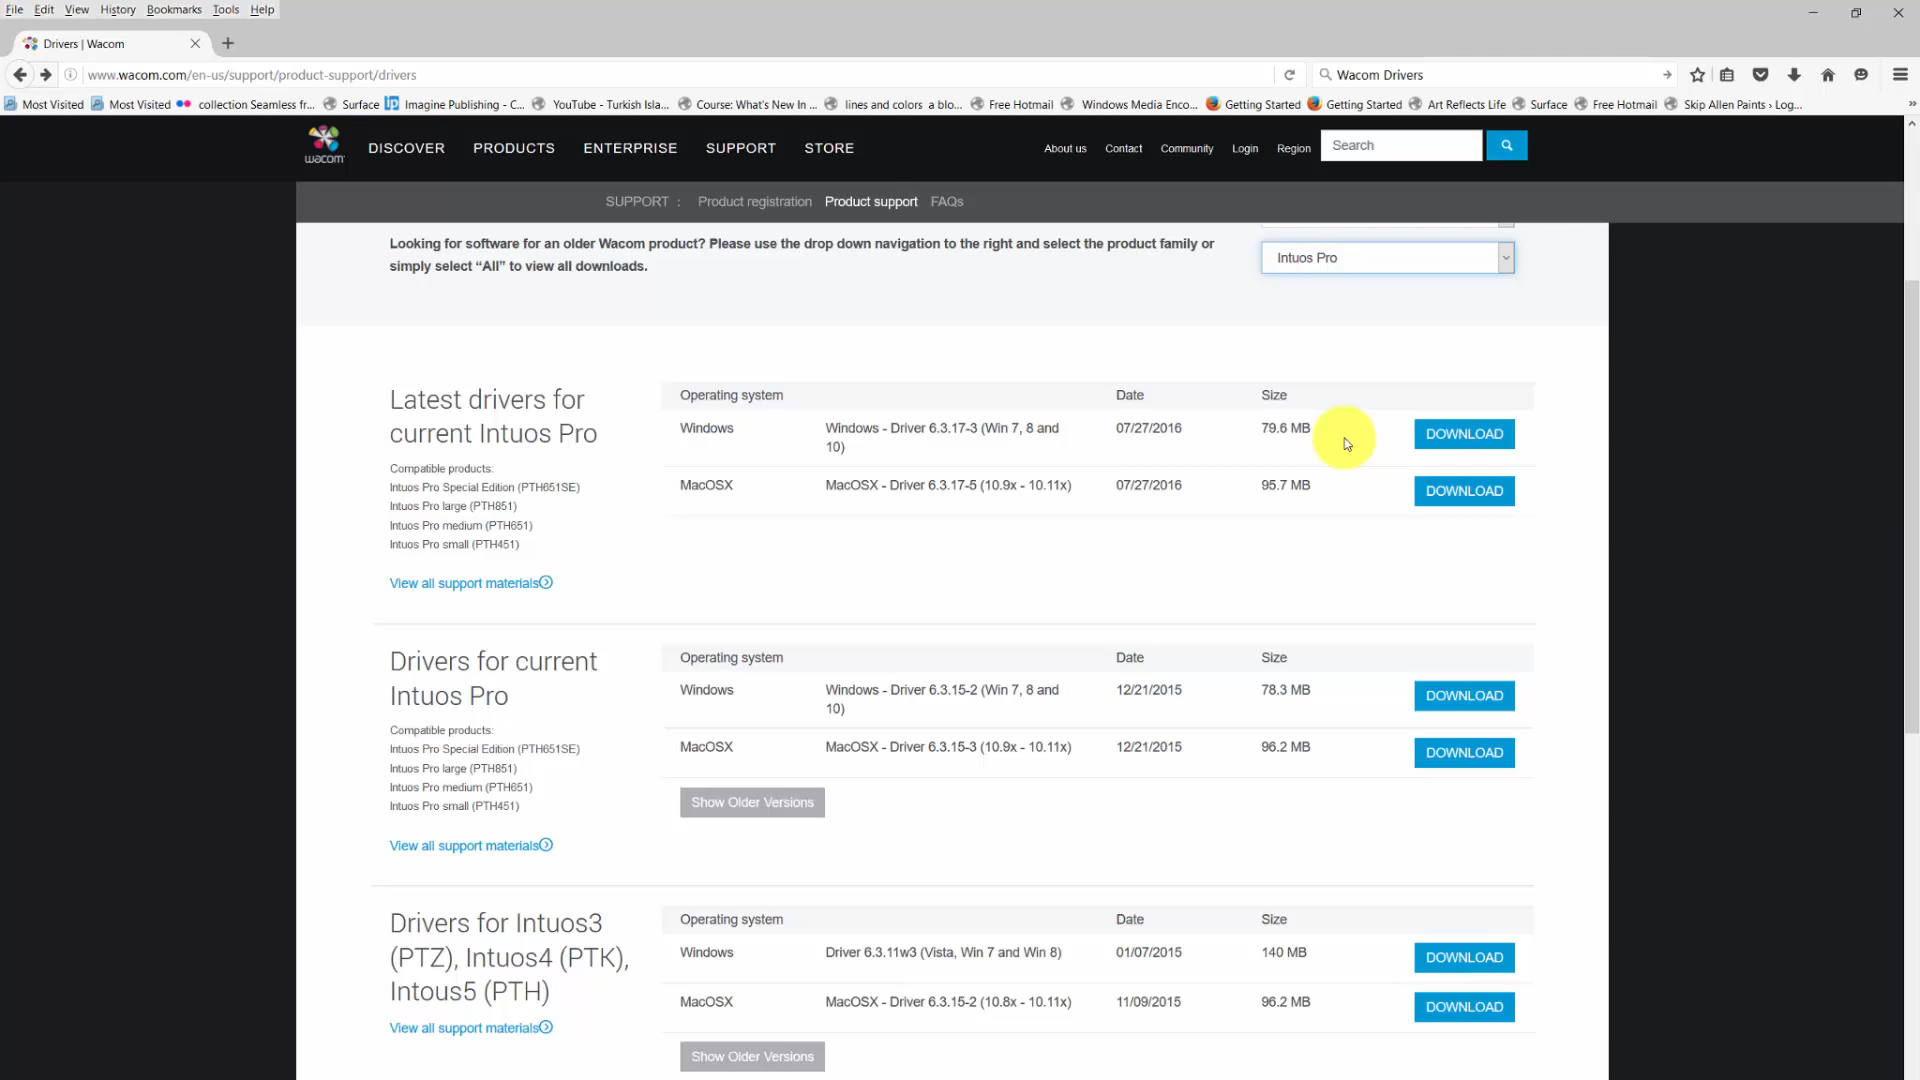 File Edit View History Bookmarks Tools Help
Drivers | Wacom
www.wacom.com/en-us/support/product-support/drivers
Wacom Drivers
Most Visited Most Visited collection Seamless fr... Surface Imagine Publishing - C... YouTube - Turkish Isla... Course: What's New In ... lines and colors a blo... Free Hotmail Windows Media Enco... Getting Started Getting Started Art Reflects Life Surface Free Hotmail Skip Allen Paints › Log...
wacom DISCOVER PRODUCTS ENTERPRISE SUPPORT STORE About us Contact Community Login Region Search
SUPPORT : Product registration Product support FAQs
Looking for software for an older Wacom product? Please use the drop down navigation to the right and select the product family or
simply select “All” to view all downloads.
Intuos Pro
Latest drivers for
current Intuos Pro
Compatible products:
Intuos Pro Special Edition (PTH651SE)
Intuos Pro large (PTH851)
Intuos Pro medium (PTH651)
Intuos Pro small (PTH451)
View all support materials
Operating system Date Size
Windows Windows - Driver 6.3.17-3 (Win 7, 8 and 07/27/2016 79.6 MB DOWNLOAD
10)
MacOSX MacOSX - Driver 6.3.17-5 (10.9x - 10.11x) 07/27/2016 95.7 MB DOWNLOAD
Drivers for current
Intuos Pro
Compatible products:
Intuos Pro Special Edition (PTH651SE)
Intuos Pro large (PTH851)
Intuos Pro medium (PTH651)
Intuos Pro small (PTH451)
View all support materials
Operating system Date Size
Windows Windows - Driver 6.3.15-2 (Win 7, 8 and 12/21/2015 78.3 MB DOWNLOAD
10)
MacOSX MacOSX - Driver 6.3.15-3 (10.9x - 10.11x) 12/21/2015 96.2 MB DOWNLOAD
Show Older Versions
Drivers for Intuos3
(PTZ), Intuos4 (PTK),
Intous5 (PTH)
View all support materials
Operating system Date Size
Windows Driver 6.3.11w3 (Vista, Win 7 and Win 8) 01/07/2015 140 MB DOWNLOAD
MacOSX MacOSX - Driver 6.3.15-2 (10.8x - 10.11x) 11/09/2015 96.2 MB DOWNLOAD
Show Older Versions